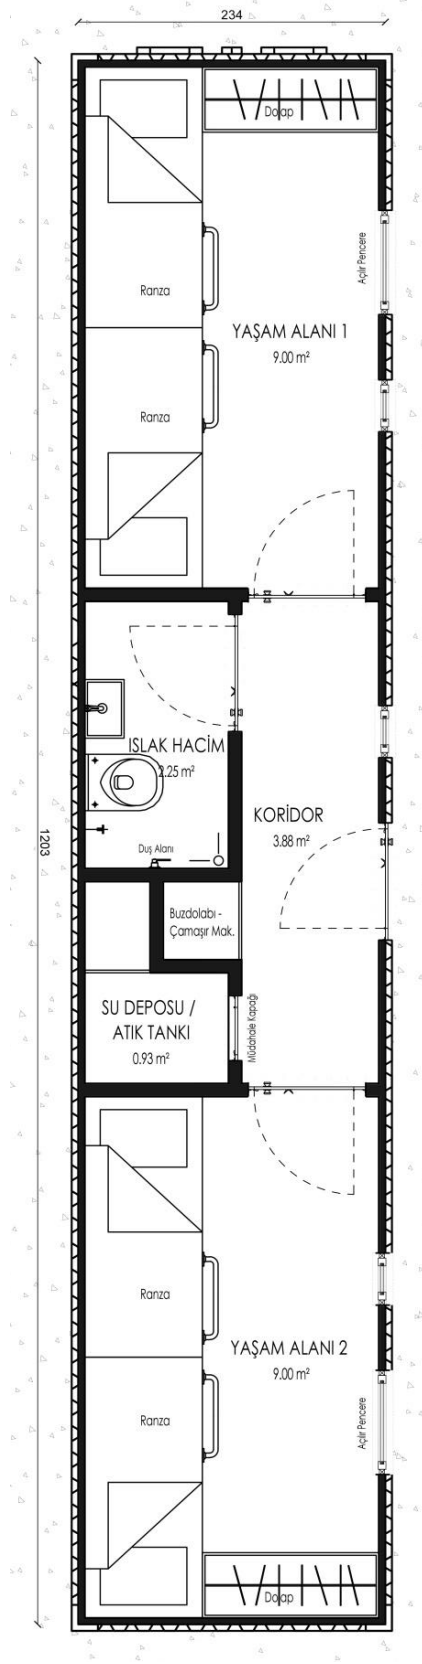 234
Dolap
Açılır Pencere
Ranza
YAŞAM ALANI 1
9.00 m²
Ranza
ISLAK HACİM
2.25 m²
KORİDOR
3.88 m²
1203
Duş Alanı
Buzdolabı -
Çamaşır Mak.
SU DEPOSU /
ATIK TANKI
0.93 m²
Müdahale Kapağı
Ranza
YAŞAM ALANI 2
9.00 m²
Ranza
Açılır Pencere
Dolap